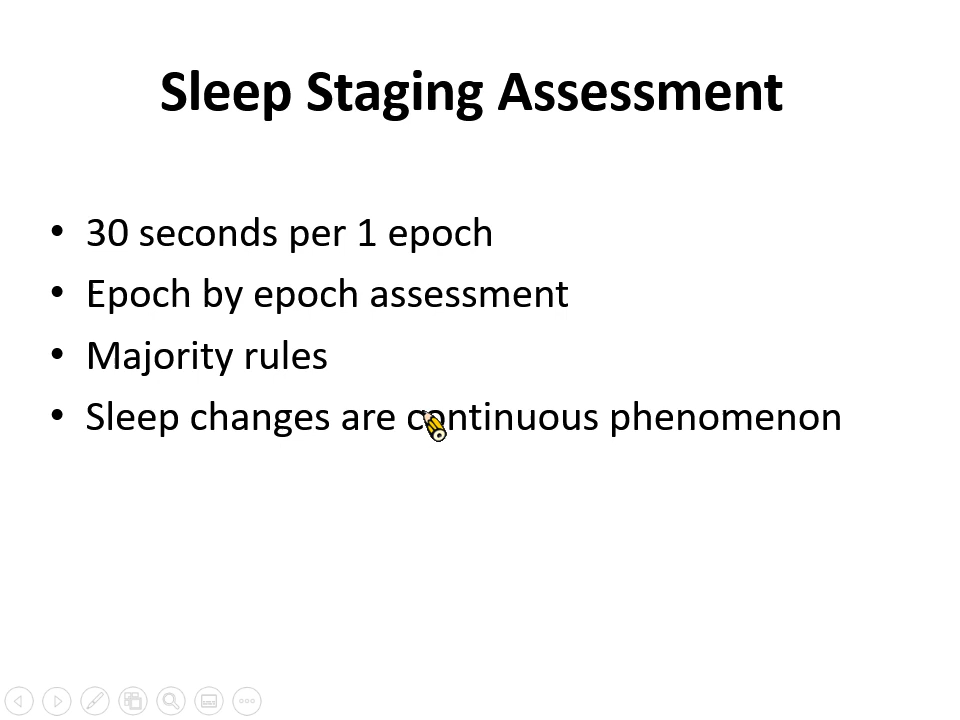 Sleep Staging Assessment
• 30 seconds per 1 epoch
• Epoch by epoch assessment
• Majority rules
• Sleep changes are continuous phenomenon